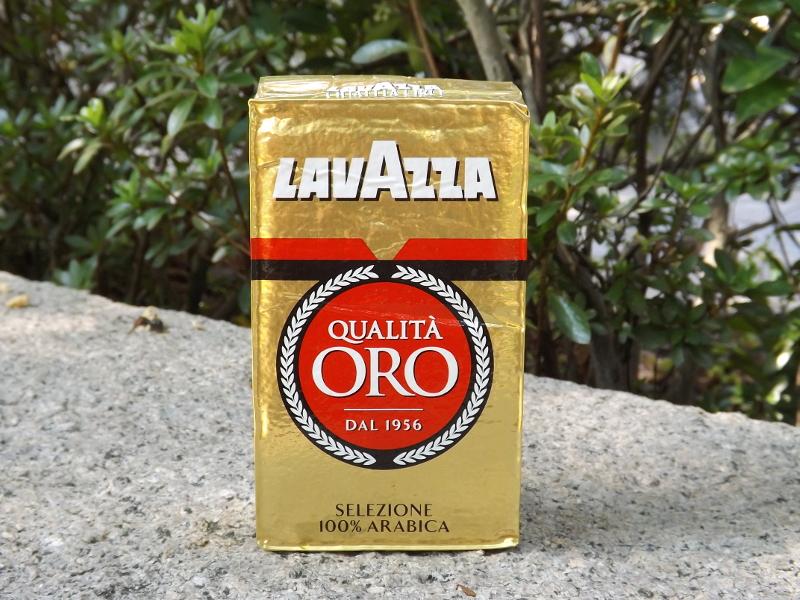 LAVAZZA
QUALITÀ
ORO
DAL 1956
SELEZIONE
100% ARABICA